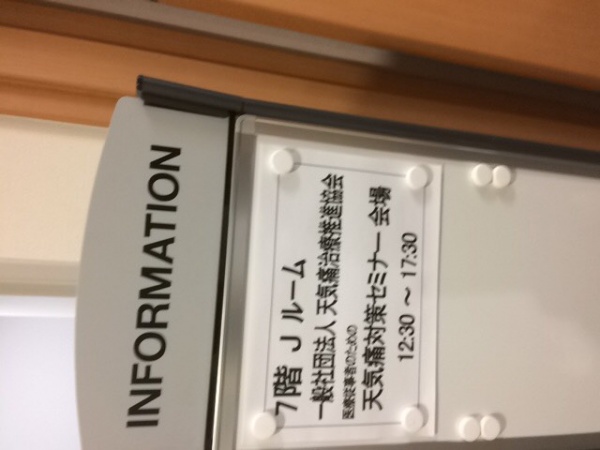 INFORMATION
7階 J ルーム
一般社団法人 天気痛治療推進協会
医療従事者のための
天気痛対策セミナー 会場
12:30 ～ 17:30